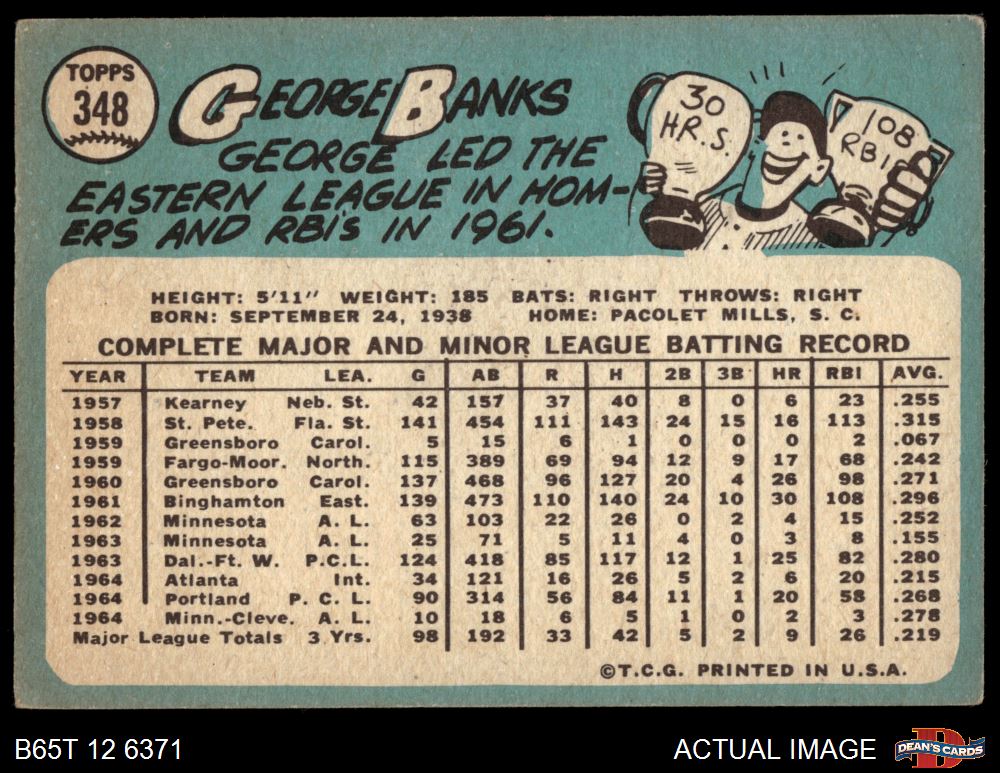 TOPPS
348
GEORGE BANKS
GEORGE LED THE
EASTERN LEAGUE IN HOM-
ERS AND RBI'S IN 1961.
30
HR.S.
108
RBI
HEIGHT: 5'11" WEIGHT: 185 BATS: RIGHT THROWS: RIGHT
BORN: SEPTEMBER 24, 1938 HOME: PACOLET MILLS, S. C.
COMPLETE MAJOR AND MINOR LEAGUE BATTING RECORD
YEAR TEAM LEA. G AB R H 2B 3B HR RBI AVG.
1957 Kearney Neb. St. 42 157 37 40 8 0 6 23 .255
1958 St. Pete. Fla. St. 141 454 111 143 24 15 16 113 .315
1959 Greensboro Carol. 5 15 6 1 0 0 0 2 .067
1959 Fargo-Moor. North. 115 389 69 94 12 9 17 68 .242
1960 Greensboro Carol. 137 468 96 127 20 4 26 98 .271
1961 Binghamton East. 139 473 110 140 24 10 30 108 .296
1962 Minnesota A. L. 63 103 22 26 0 2 4 15 .252
1963 Minnesota A. L. 25 71 5 11 4 0 3 8 .155
1963 Dal.-Ft. W. P.C.L. 124 418 85 117 12 1 25 82 .280
1964 Atlanta Int. 34 121 16 26 5 2 6 20 .215
1964 Portland P. C. L. 90 314 56 84 11 1 20 58 .268
1964 Minn.-Cleve. A. L. 10 18 6 5 1 0 2 3 .278
Major League Totals 3 Yrs. 98 192 33 42 5 2 9 26 .219
©T.C.G. PRINTED IN U.S.A.
B65T 12 6371
ACTUAL IMAGE
D
DEAN'S CARDS